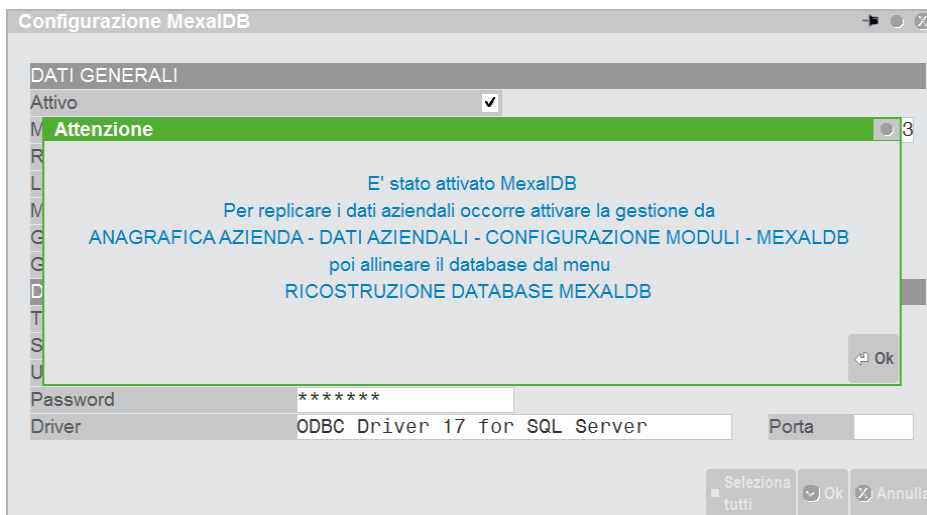 Configurazione MexalDB
DATI GENERALI
Attivo
M
Attenzione
3
R
L
E' stato attivato MexalDB
M
Per replicare i dati aziendali occorre attivare la gestione da
G
ANAGRAFICA AZIENDA - DATI AZIENDALI - CONFIGURAZIONE MODULI - MEXALDB
G
poi allineare il database dal menu
D
RICOSTRUZIONE DATABASE MEXALDB
T
S
Ok
U
Password *******
Driver ODBC Driver 17 for SQL Server Porta
Seleziona tutti Ok Annulla